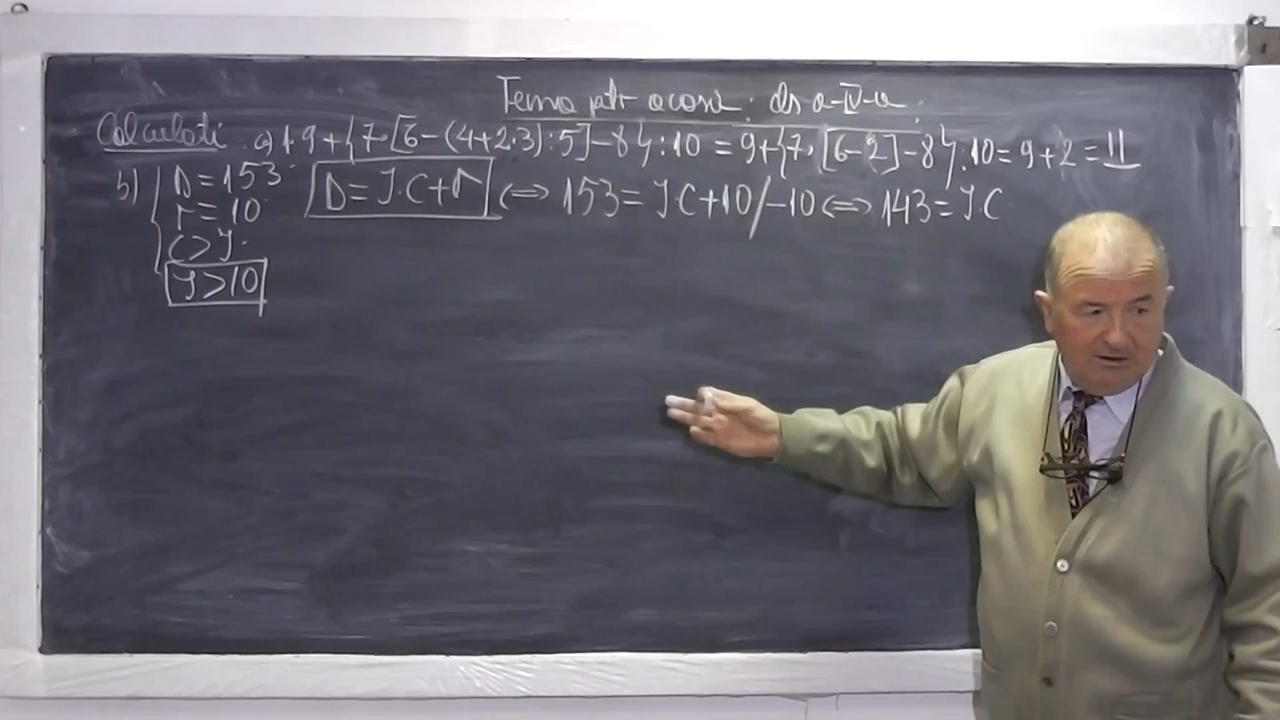 Tema ptr acasă: cls a-IV-a.
Calculați a) 1. 9+{7·[6-(4+2·3):5]-8}:10 = 9+{7·[6-2]-8}:10=9+2=11
b) D=153 D=Î·C+r ⇔ 153=Î·C+10/-10⇔143=Î·C
r=10
C>Î
Î>10